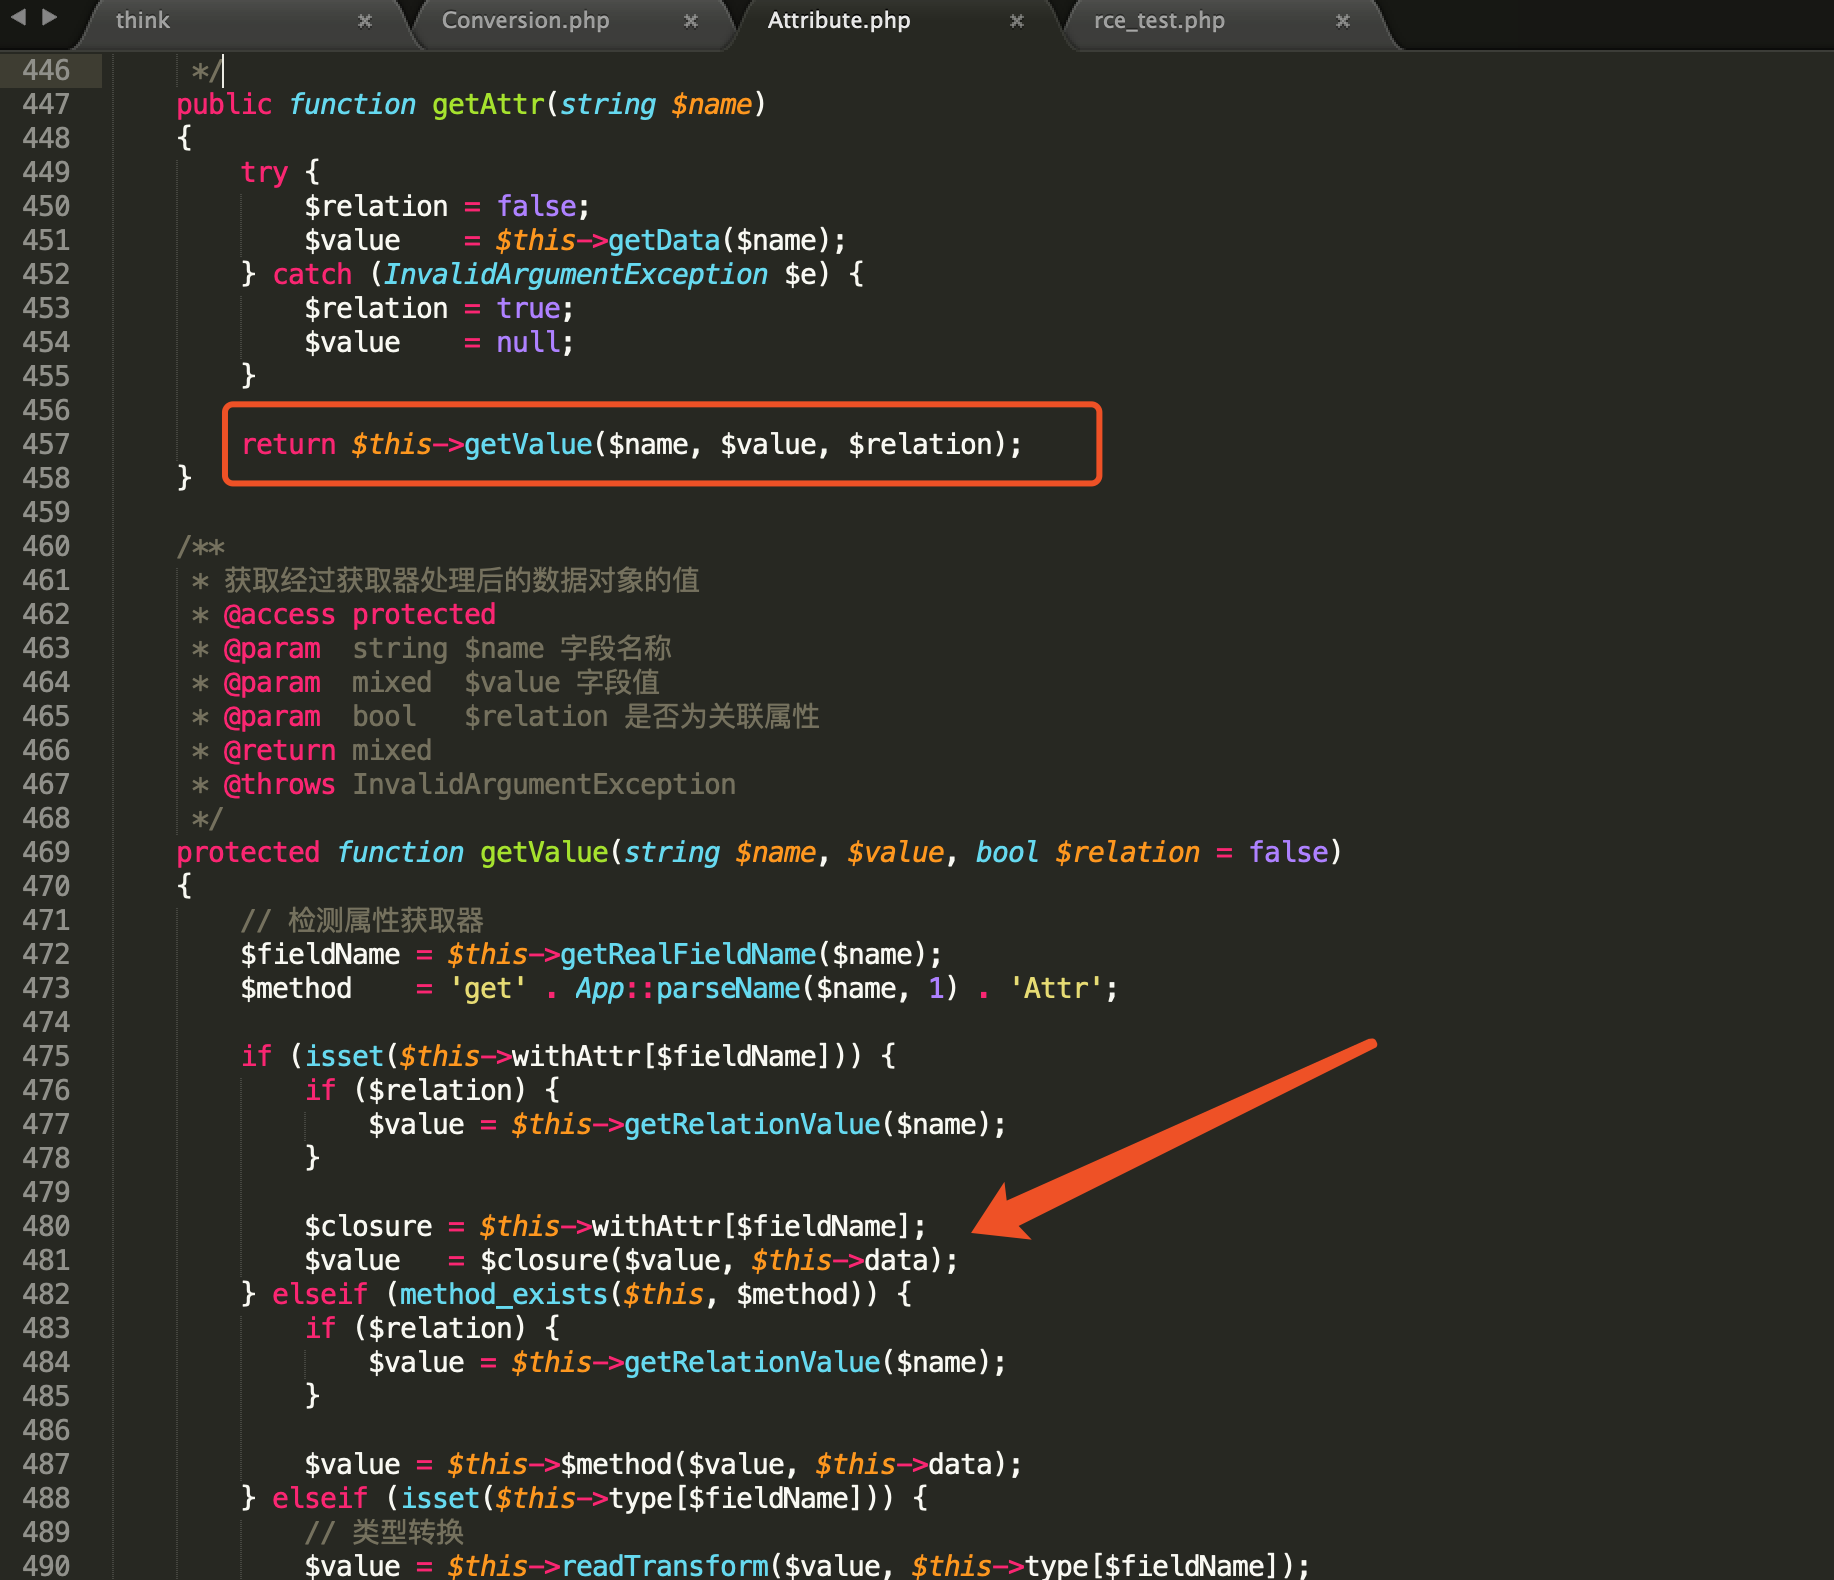 think
Conversion.php
Attribute.php
rce_test.php
446 */
447 public function getAttr(string $name)
448 {
449 try {
450 $relation = false;
451 $value    = $this->getData($name);
452 } catch (InvalidArgumentException $e) {
453 $relation = true;
454 $value    = null;
455 }
456
457 return $this->getValue($name, $value, $relation);
458 }
459
460 /**
461 * 获取经过获取器处理后的数据对象的值
462 * @access protected
463 * @param  string $name 字段名称
464 * @param  mixed  $value 字段值
465 * @param  bool   $relation 是否为关联属性
466 * @return mixed
467 * @throws InvalidArgumentException
468 */
469 protected function getValue(string $name, $value, bool $relation = false)
470 {
471 // 检测属性获取器
472 $fieldName = $this->getRealFieldName($name);
473 $method    = 'get' . App::parseName($name, 1) . 'Attr';
474
475 if (isset($this->withAttr[$fieldName])) {
476 if ($relation) {
477 $value = $this->getRelationValue($name);
478 }
479
480 $closure = $this->withAttr[$fieldName];
481 $value   = $closure($value, $this->data);
482 } elseif (method_exists($this, $method)) {
483 if ($relation) {
484 $value = $this->getRelationValue($name);
485 }
486
487 $value = $this->$method($value, $this->data);
488 } elseif (isset($this->type[$fieldName])) {
489 // 类型转换
490 $value = $this->readTransform($value, $this->type[$fieldName]);